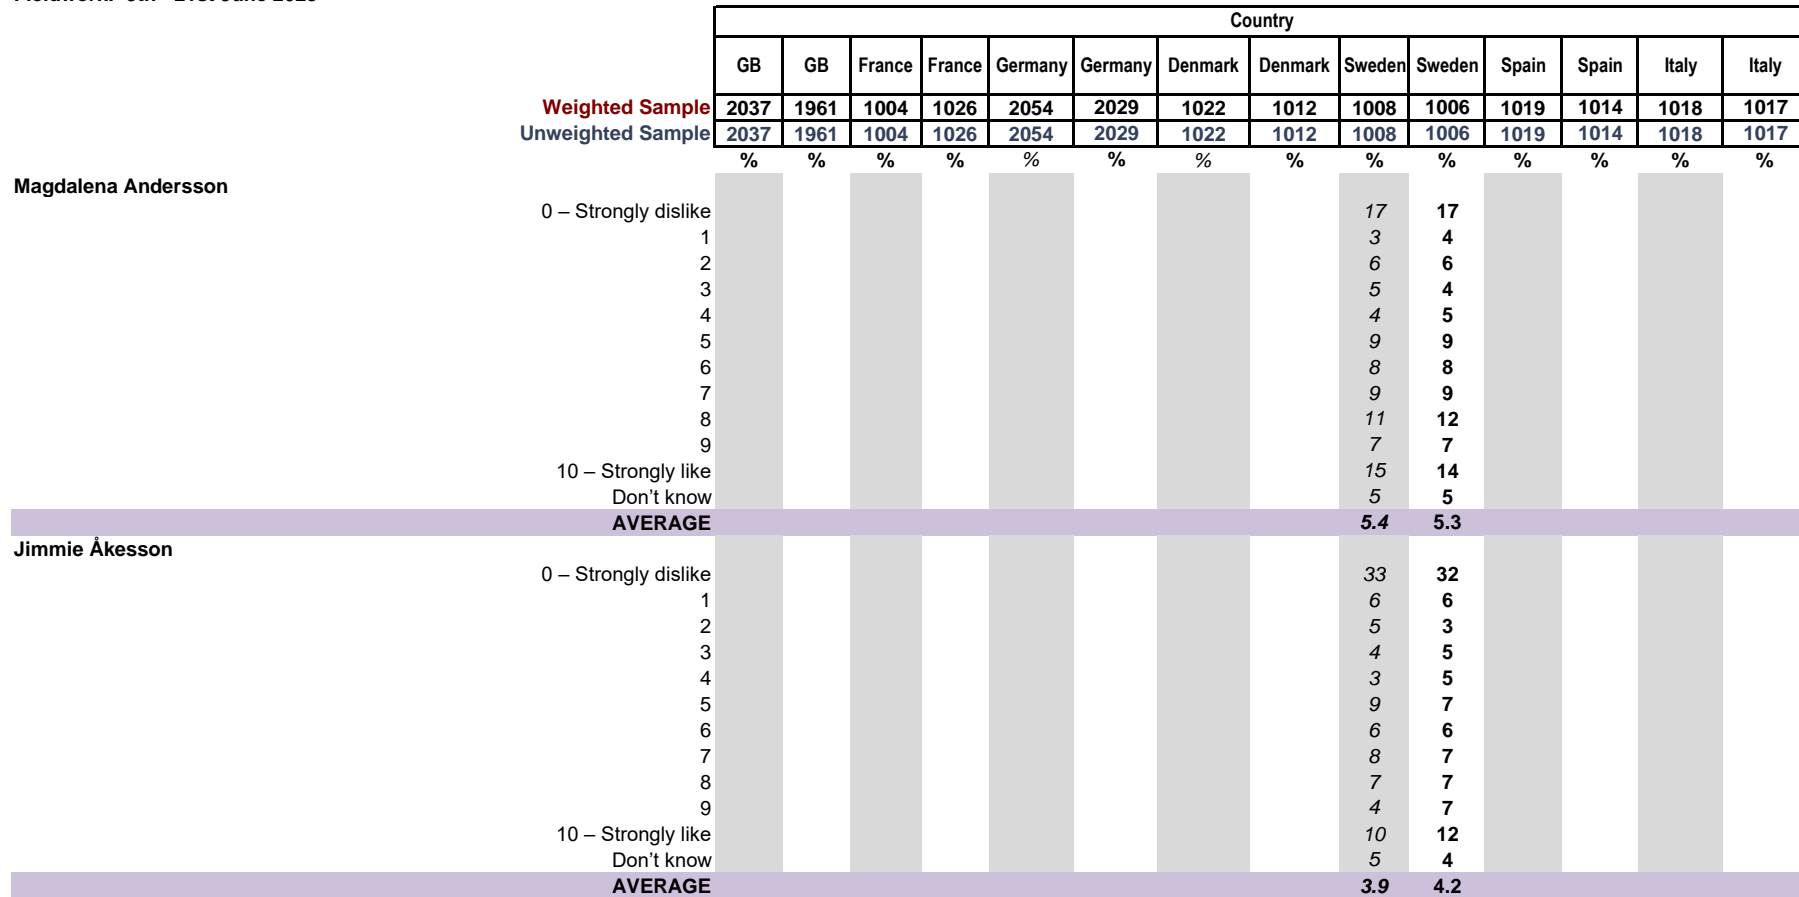 Country
GB GB France France Germany Germany Denmark Denmark Sweden Sweden Spain Spain Italy Italy
Weighted Sample 2037 1961 1004 1026 2054 2029 1022 1012 1008 1006 1019 1014 1018 1017
Unweighted Sample 2037 1961 1004 1026 2054 2029 1022 1012 1008 1006 1019 1014 1018 1017
% % % % % % % % % % % % % %
Magdalena Andersson
0 – Strongly dislike 17 17
1 3 4
2 6 6
3 5 4
4 4 5
5 9 9
6 8 8
7 9 9
8 11 12
9 7 7
10 – Strongly like 15 14
Don't know 5 5
AVERAGE 5.4 5.3
Jimmie Åkesson
0 – Strongly dislike 33 32
1 6 6
2 5 3
3 4 5
4 3 5
5 9 7
6 6 6
7 8 7
8 7 7
9 4 7
10 – Strongly like 10 12
Don't know 5 4
AVERAGE 3.9 4.2